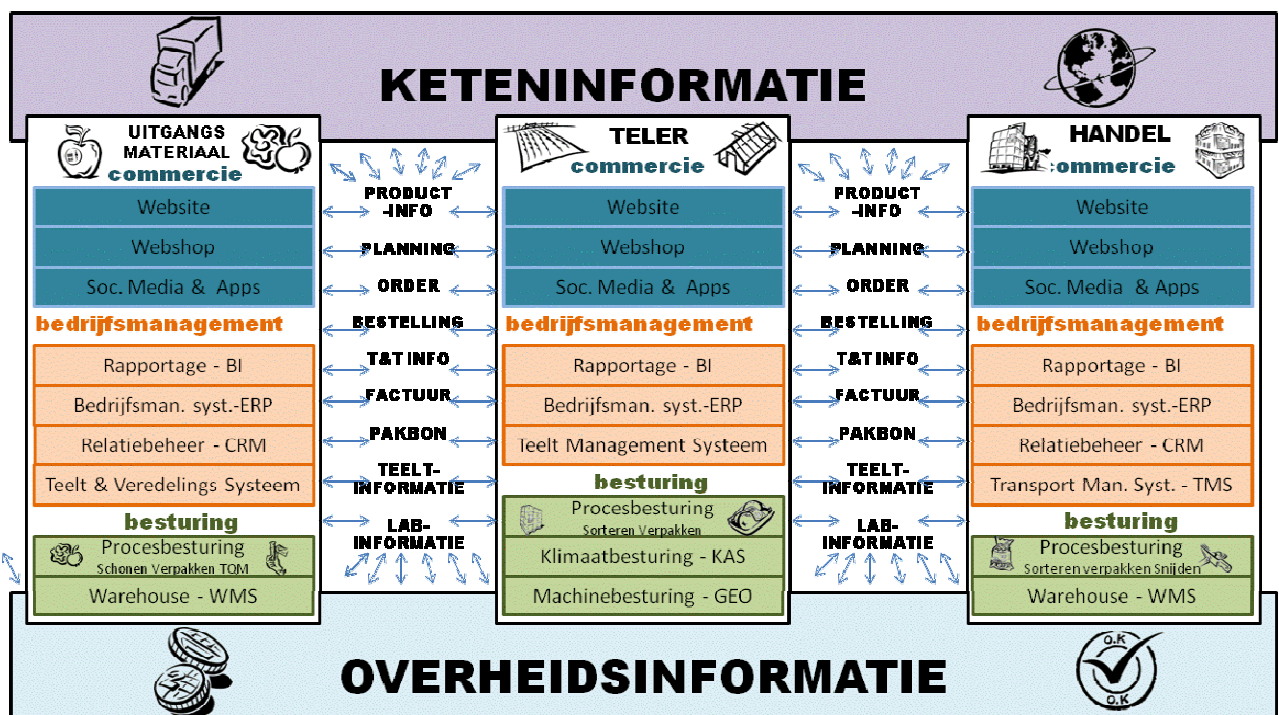 KETENINFORMATIE
UITGANGS
MATERIAAL
commercie
Website
Webshop
Soc. Media & Apps
bedrijfsmanagement
Rapportage - BI
Bedrijfsman. syst.-ERP
Relatiebeheer - CRM
Teelt & Veredelings Systeem
besturing
Procesbesturing
Schonen Verpakken TQM
Warehouse - WMS
PRODUCT
-INFO
PLANNING
ORDER
BESTELLING
T&T INFO
FACTUUR
PAKBON
TEELT-
INFORMATIE
LAB-
INFORMATIE
TELER
commercie
Website
Webshop
Soc. Media & Apps
bedrijfsmanagement
Rapportage - BI
Bedrijfsman. syst.-ERP
Teelt Management Systeem
besturing
Procesbesturing
Sorteren Verpakken
Klimaatbesturing - KAS
Machinebesturing - GEO
PRODUCT
-INFO
PLANNING
ORDER
BESTELLING
T&T INFO
FACTUUR
PAKBON
TEELT-
INFORMATIE
LAB-
INFORMATIE
HANDEL
commercie
Website
Webshop
Soc. Media & Apps
bedrijfsmanagement
Rapportage - BI
Bedrijfsman. syst.-ERP
Relatiebeheer - CRM
Transport Man. Syst. - TMS
besturing
Procesbesturing
Sorteren verpakken Snijden
Warehouse - WMS
OVERHEIDSINFORMATIE
O.K
O.K